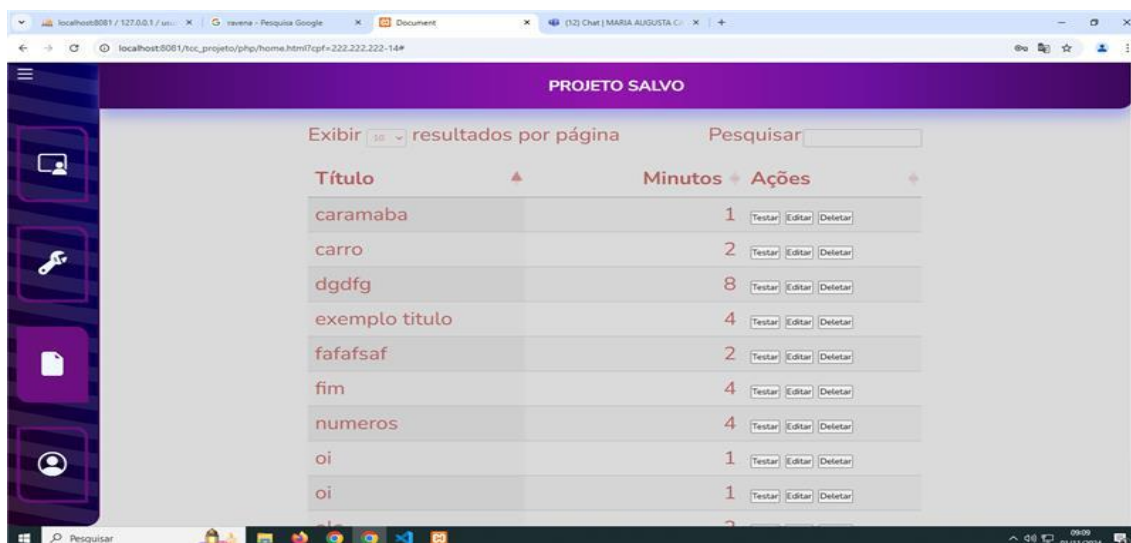 localhost:8081 / 127.0.0.1 /
ravena - Pesquisa Google
Document
(12) Chat | MARIA AUGUSTA
localhost:8081/tcc_projeto/php/home.html?cpf=222.222.222-14#
PROJETO SALVO
Exibir 10 resultados por página Pesquisar
Título Minutos Ações
caramaba 1 Testar Editar Deletar
carro 2 Testar Editar Deletar
dgdfg 8 Testar Editar Deletar
exemplo titulo 4 Testar Editar Deletar
fafafsaf 2 Testar Editar Deletar
fim 4 Testar Editar Deletar
numeros 4 Testar Editar Deletar
oi 1 Testar Editar Deletar
oi 1 Testar Editar Deletar
Pesquisar
09:09